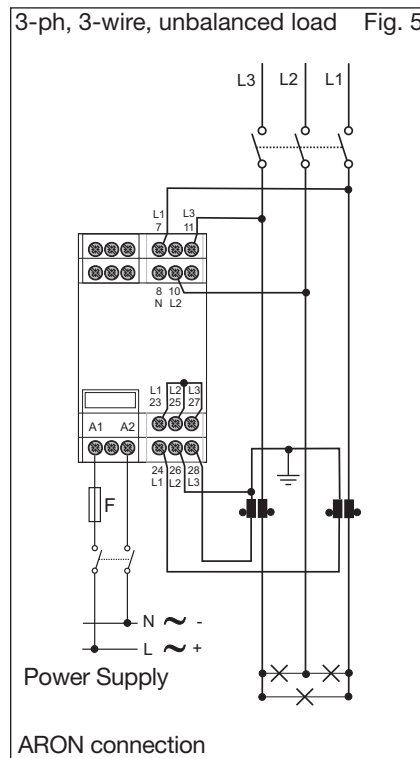 3-ph, 3-wire, unbalanced load Fig. 5
L3 L2 L1
L1 L3
7 11
8 10
N L2
L1 L2 L3
23 25 27
A1 A2
24 26 28
L1 L2 L3
F
N ~ -
L ~ +
Power Supply
ARON connection